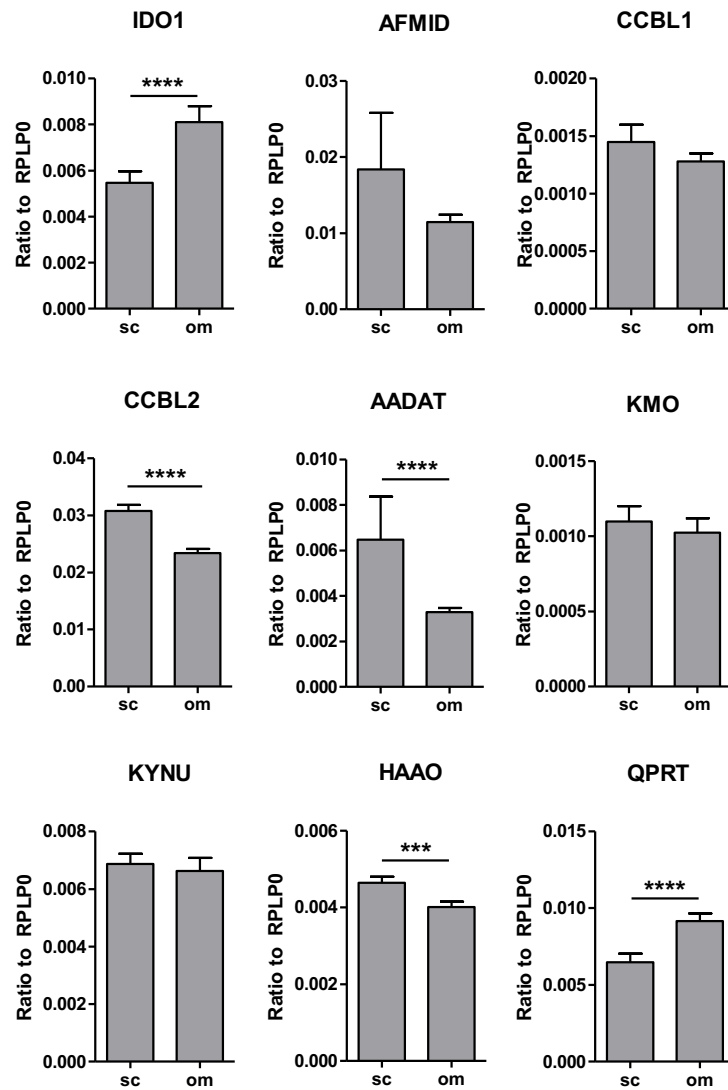 IDO1
Ratio to RPLP0
0.010
0.008
0.006
0.004
0.002
0.000
****
sc om
AFMID
Ratio to RPLP0
0.03
0.02
0.01
0.00
sc om
CCBL1
Ratio to RPLP0
0.0020
0.0015
0.0010
0.0005
0.0000
sc om
CCBL2
Ratio to RPLP0
0.04
0.03
0.02
0.01
0.00
****
sc om
AADAT
Ratio to RPLP0
0.010
0.008
0.006
0.004
0.002
0.000
****
sc om
KMO
Ratio to RPLP0
0.0015
0.0010
0.0005
0.0000
sc om
KYNU
Ratio to RPLP0
0.008
0.006
0.004
0.002
0.000
sc om
HAAO
Ratio to RPLP0
0.006
0.004
0.002
0.000
***
sc om
QPRT
Ratio to RPLP0
0.015
0.010
0.005
0.000
****
sc om